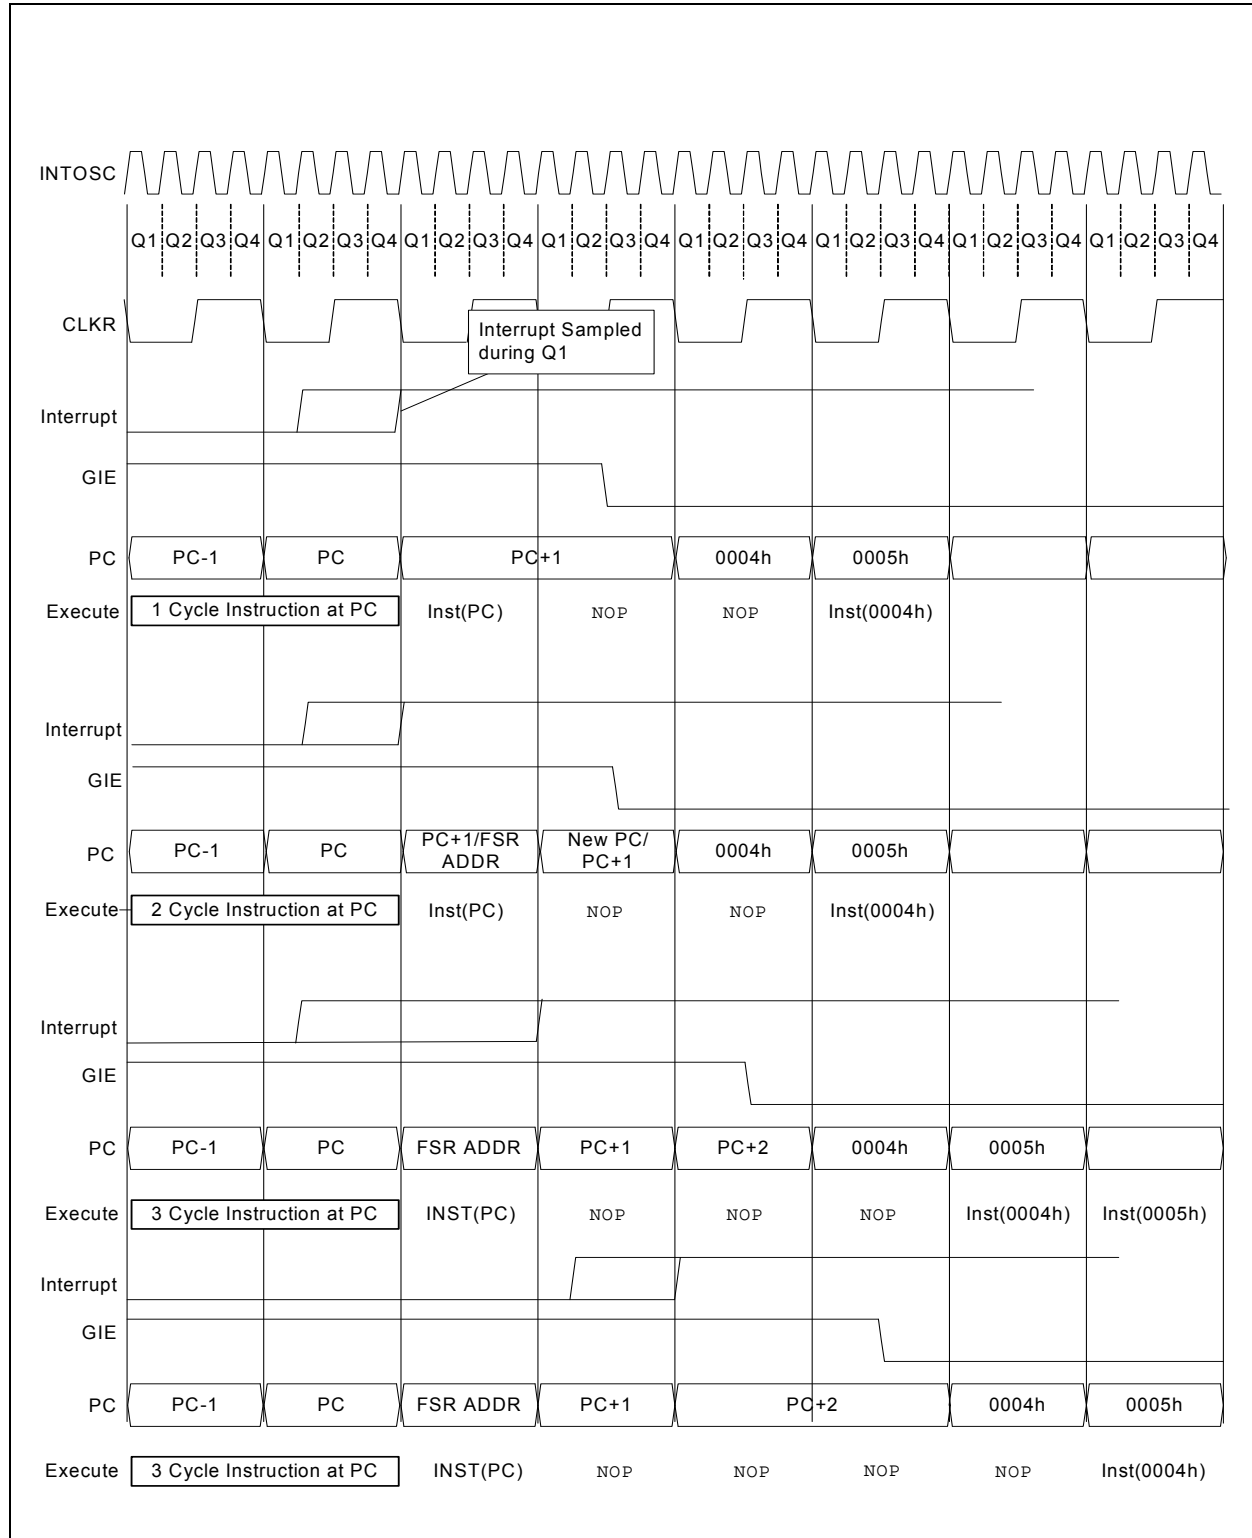 INTOSC
Q1 Q2 Q3 Q4 Q1 Q2 Q3 Q4 Q1 Q2 Q3 Q4 Q1 Q2 Q3 Q4 Q1 Q2 Q3 Q4 Q1 Q2 Q3 Q4 Q1 Q2 Q3 Q4 Q1 Q2 Q3 Q4
CLKR
Interrupt Sampled
during Q1
Interrupt
GIE
PC PC-1 PC PC+1 0004h 0005h
Execute 1 Cycle Instruction at PC Inst(PC) NOP NOP Inst(0004h)
Interrupt
GIE
PC PC-1 PC PC+1/FSR ADDR New PC/ PC+1 0004h 0005h
Execute 2 Cycle Instruction at PC Inst(PC) NOP NOP Inst(0004h)
Interrupt
GIE
PC PC-1 PC FSR ADDR PC+1 PC+2 0004h 0005h
Execute 3 Cycle Instruction at PC INST(PC) NOP NOP NOP Inst(0004h) Inst(0005h)
Interrupt
GIE
PC PC-1 PC FSR ADDR PC+1 PC+2 0004h 0005h
Execute 3 Cycle Instruction at PC INST(PC) NOP NOP NOP NOP Inst(0004h)